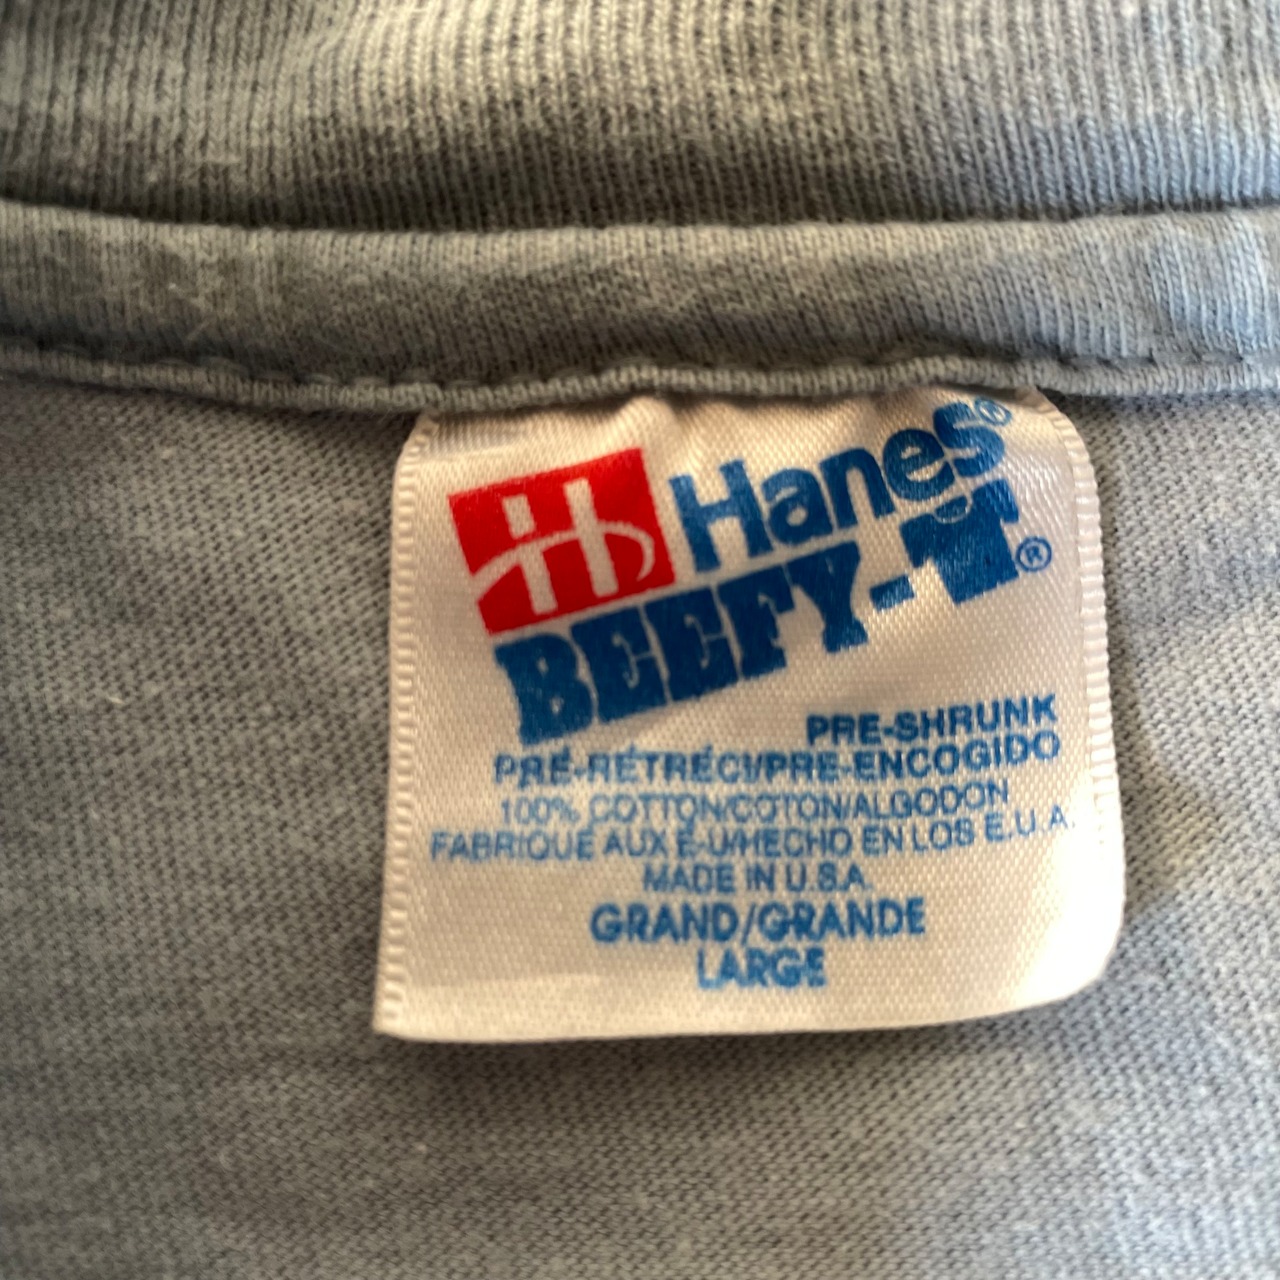 Hanes®
BEEFY-T®
PRE-SHRUNK
PRÉ-RÉTRÉCI/PRE-ENCOGIDO
100% COTTON/COTON/ALGODON
FABRIQUÉ AUX É-U/HECHO EN LOS E.U.A.
MADE IN U.S.A.
GRAND/GRANDE
LARGE